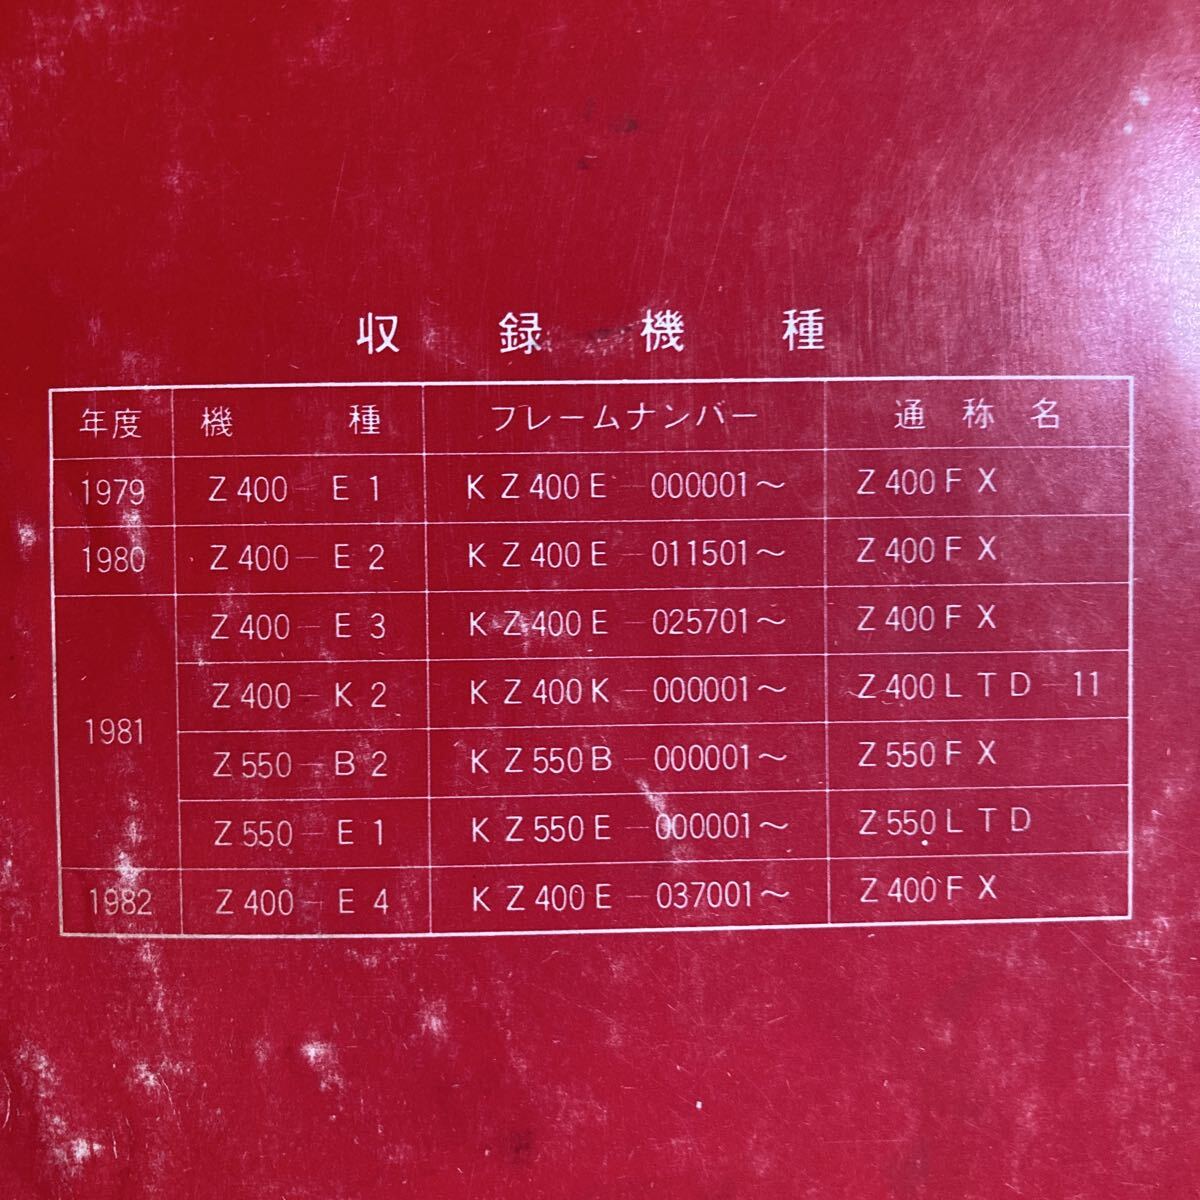 収録機種
年度 機種 フレームナンバー 通称名
1979 Z400-E1 KZ400E-000001～ Z400FX
1980 Z400-E2 KZ400E-011501～ Z400FX
1981 Z400-E3 KZ400E-025701～ Z400FX
Z400-K2 KZ400K-000001～ Z400LTD-11
Z550-B2 KZ550B-000001～ Z550FX
Z550-E1 KZ550E-000001～ Z550LTD
1982 Z400-E4 KZ400E-037001～ Z400FX